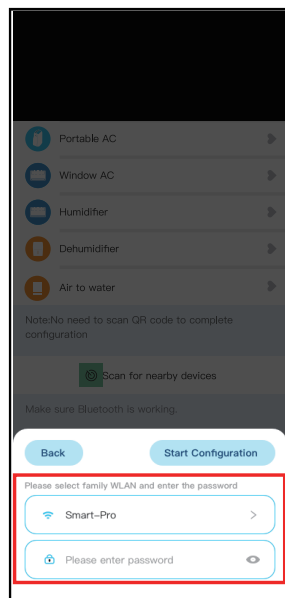 Portable AC
Window AC
Humidifier
Dehumidifier
Air to water
Note:No need to scan QR code to complete
configuration
Scan for nearby devices
Make sure Bluetooth is working.
Back
Start Configuration
Please select family WLAN and enter the password
Smart-Pro
Please enter password